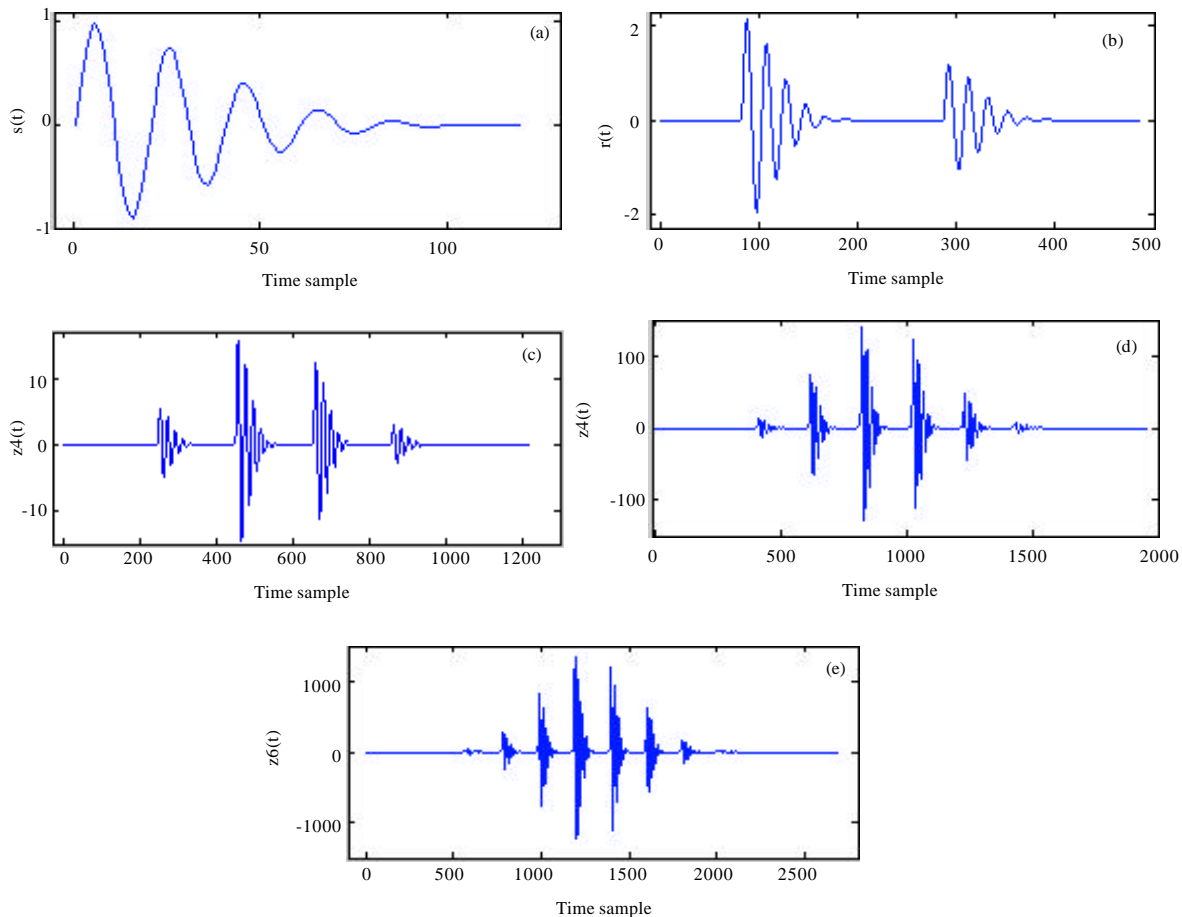 1
(a)
s(t)
0
-1
0 50 100
Time sample
2
(b)
r(t)
0
-2
0 100 200 300 400 500
Time sample
(c)
10
z4(t)
0
-10
0 200 400 600 800 1000 1200
Time sample
(d)
100
z4(t)
0
-100
0 500 1000 1500 2000
Time sample
(e)
1000
z6(t)
0
-1000
0 500 1000 1500 2000 2500
Time sample